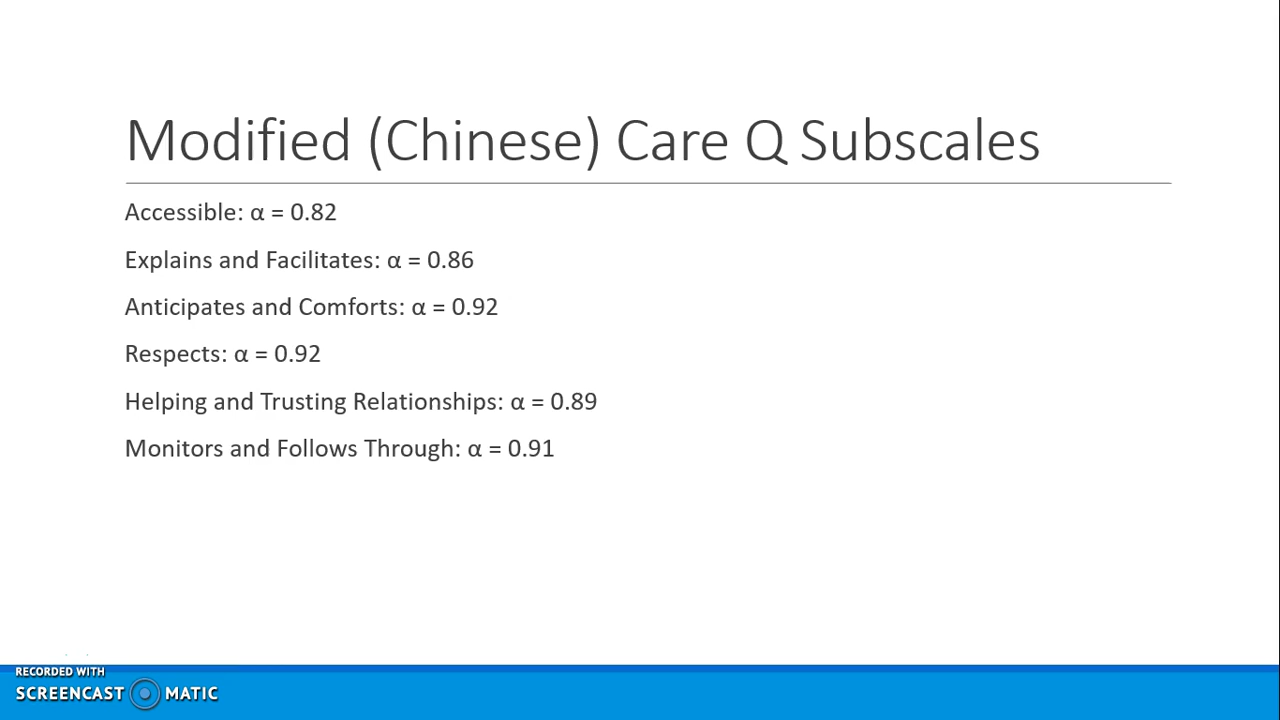 Modified (Chinese) Care Q Subscales
Accessible: α = 0.82
Explains and Facilitates: α = 0.86
Anticipates and Comforts: α = 0.92
Respects: α = 0.92
Helping and Trusting Relationships: α = 0.89
Monitors and Follows Through: α = 0.91
RECORDED WITH
SCREENCAST MATIC